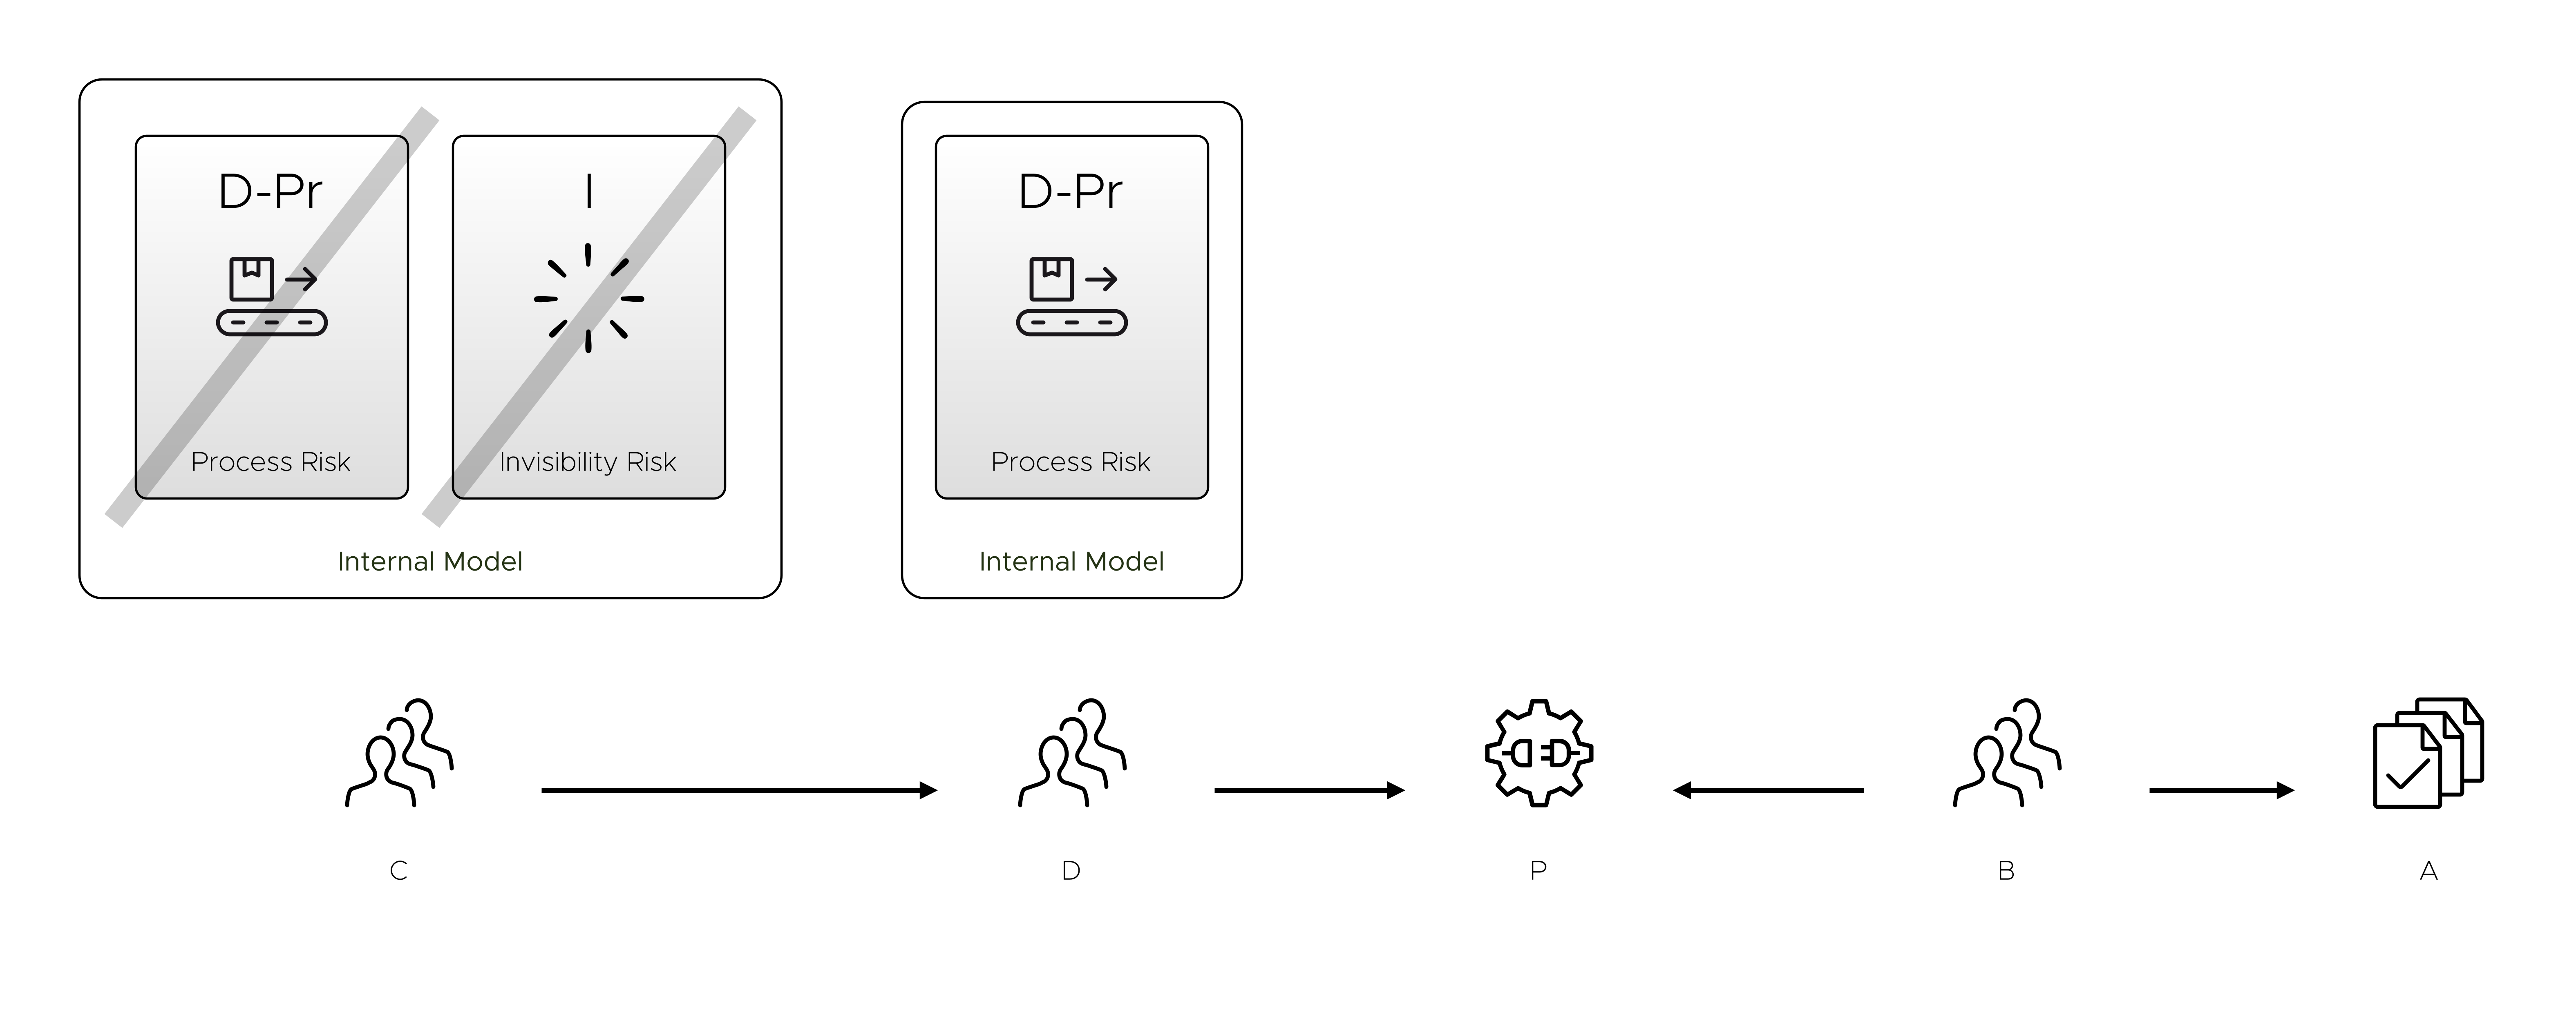 D-Pr
Process Risk
I
Invisibility Risk
Internal Model
D-Pr
Process Risk
Internal Model
C
D
P
B
A